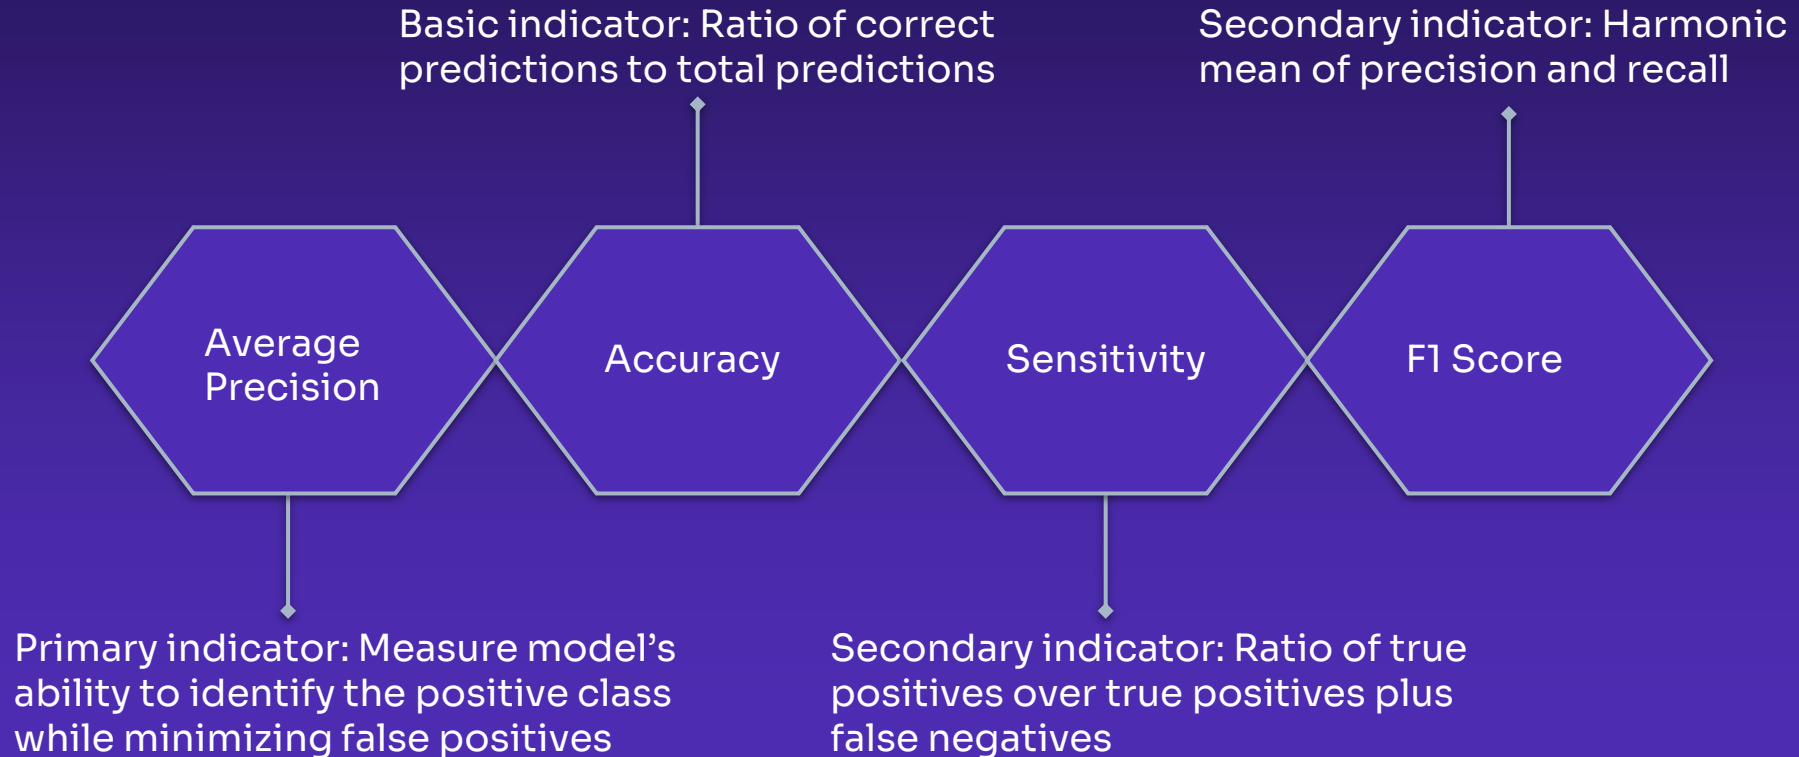 Basic indicator: Ratio of correct
predictions to total predictions
Secondary indicator: Harmonic
mean of precision and recall
Average
Precision
Accuracy
Sensitivity
F1 Score
Primary indicator: Measure model’s
ability to identify the positive class
while minimizing false positives
Secondary indicator: Ratio of true
positives over true positives plus
false negatives